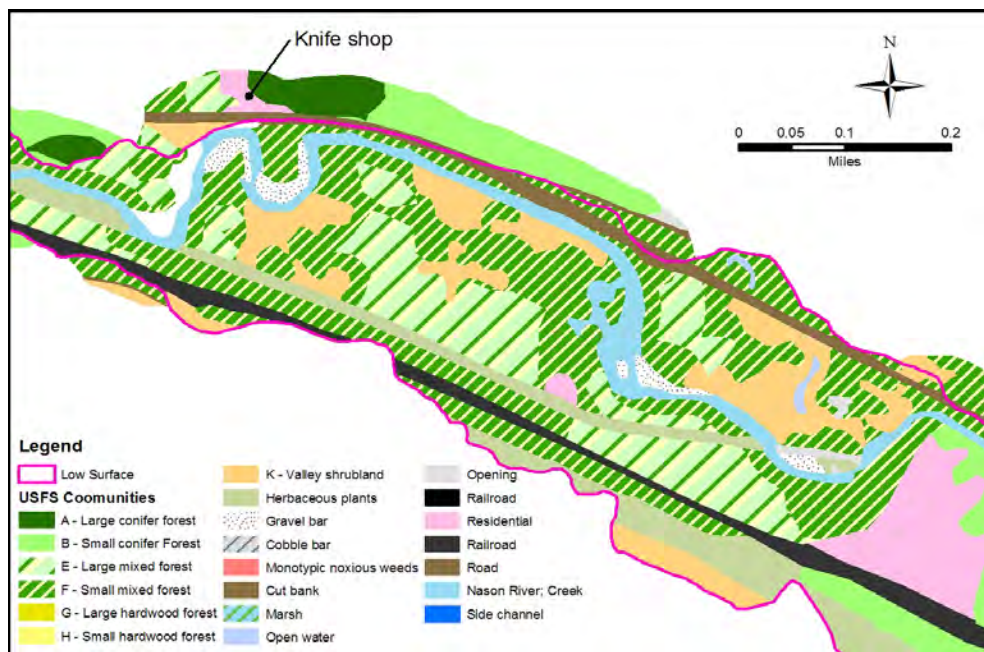 Knife shop
N
0 0.05 0.1 0.2
Miles
Legend
Low Surface
USFS Coomunities
A - Large conifer forest
B - Small conifer Forest
E - Large mixed forest
F - Small mixed forest
G - Large hardwood forest
H - Small hardwood forest
K - Valley shrubland
Herbaceous plants
Gravel bar
Cobble bar
Monotypic noxious weeds
Cut bank
Marsh
Open water
Opening
Railroad
Residential
Railroad
Road
Nason River; Creek
Side channel